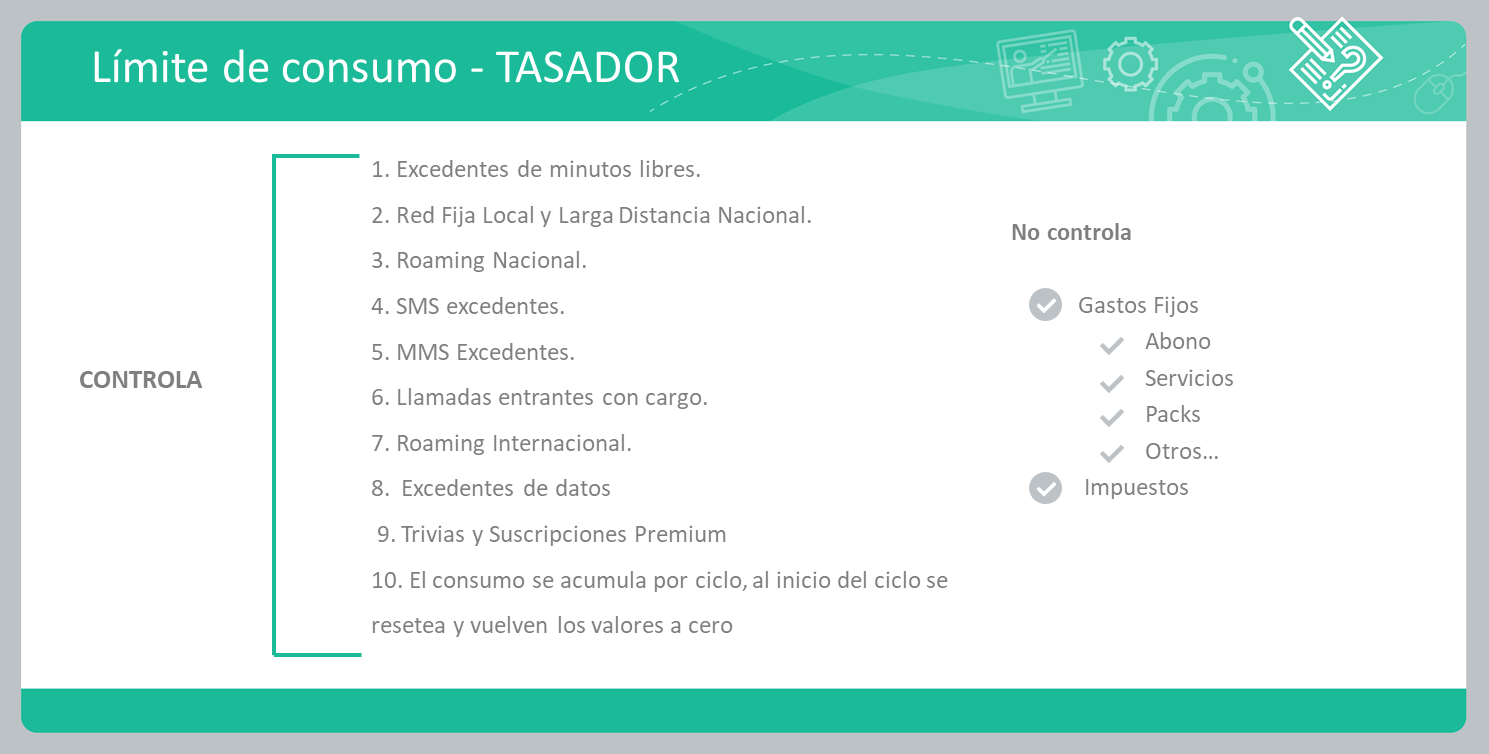 Límite de consumo - TASADOR
CONTROLA
1. Excedentes de minutos libres.
2. Red Fija Local y Larga Distancia Nacional.
3. Roaming Nacional.
4. SMS excedentes.
5. MMS Excedentes.
6. Llamadas entrantes con cargo.
7. Roaming Internacional.
8. Excedentes de datos
9. Trivias y Suscripciones Premium
10. El consumo se acumula por ciclo, al inicio del ciclo se
resetea y vuelven los valores a cero
No controla
Gastos Fijos
Abono
Servicios
Packs
Otros...
Impuestos